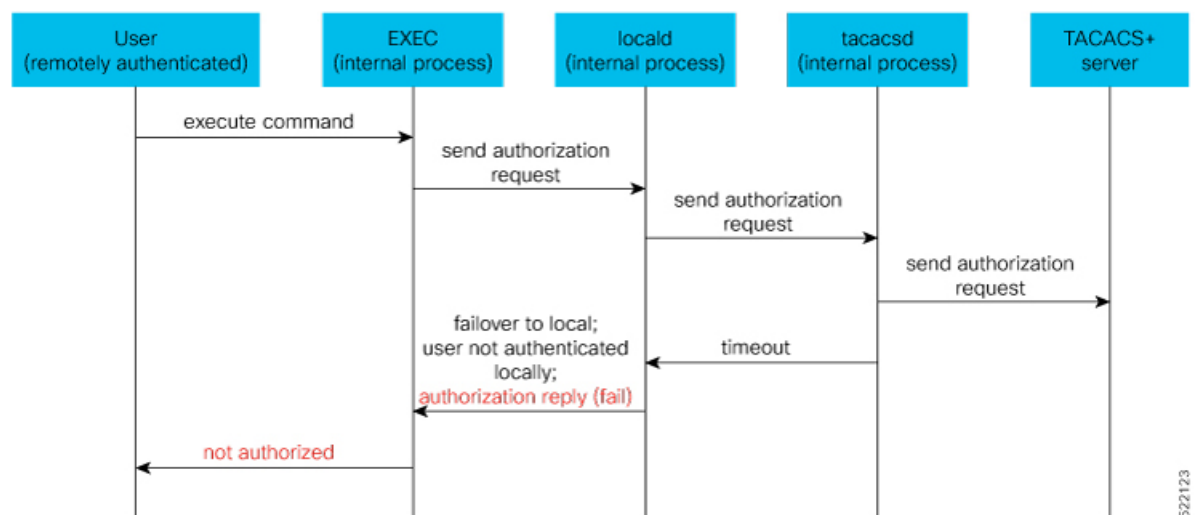 User
(remotely authenticated)
EXEC
(internal process)
locald
(internal process)
tacacsd
(internal process)
TACACS+
server
execute command
send authorization
request
send authorization
request
send authorization
request
timeout
failover to local;
user not authenticated
locally;
authorization reply (fail)
not authorized
522123